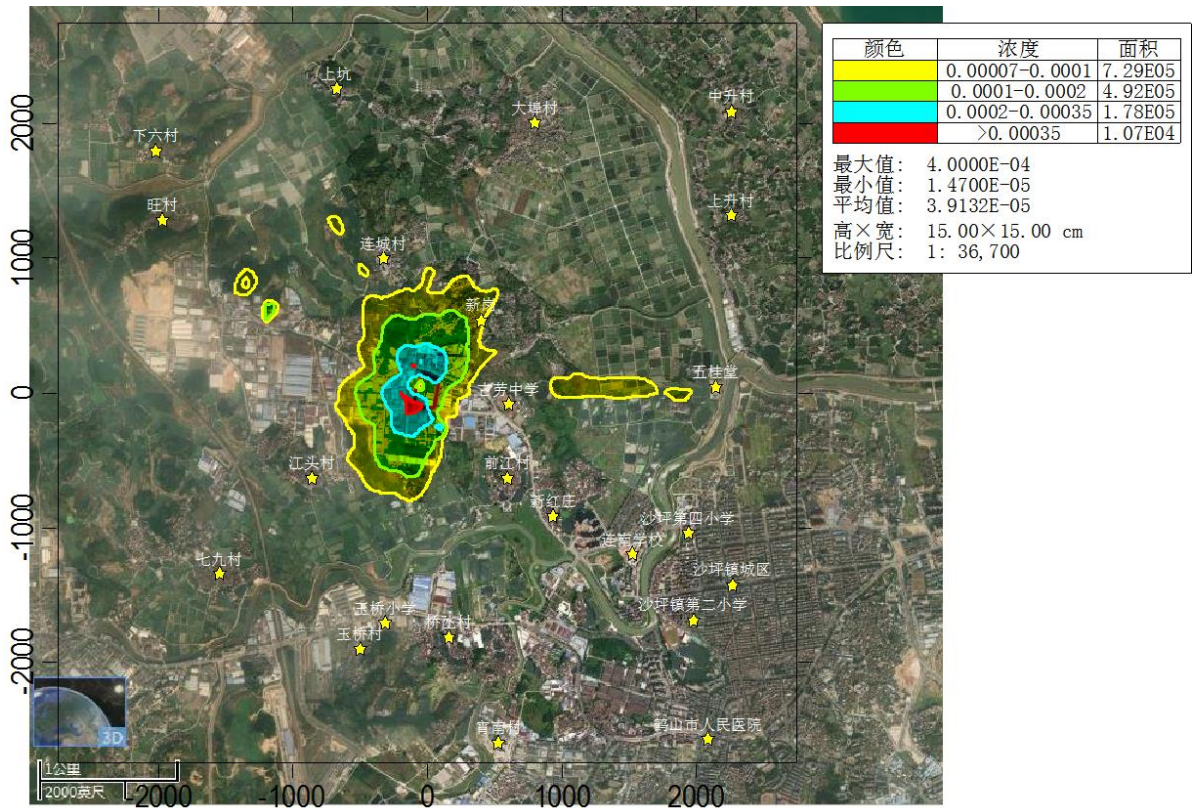 颜色 浓度 面积
0.00007-0.0001 7.29E05
0.0001-0.0002 4.92E05
0.0002-0.00035 1.78E05
>0.00035 1.07E04
最大值: 4.0000E-04
最小值: 1.4700E-05
平均值: 3.9132E-05
高×宽: 15.00×15.00 cm
比例尺: 1: 36,700
上坑
大埠村
中升村
2000
下六村
旺村
上升村
连城村
1000
新岗
五桂堂
0
古劳中学
江头村
前江村
新红庄
沙坪第四小学
-1000
连南学校
七九村
沙坪镇城区
沙坪镇第二小学
玉桥小学
玉桥村
-2000
3D
宵南村
鹤山市人民医院
1公里
2000英尺
-2000 -1000 0 1000 2000